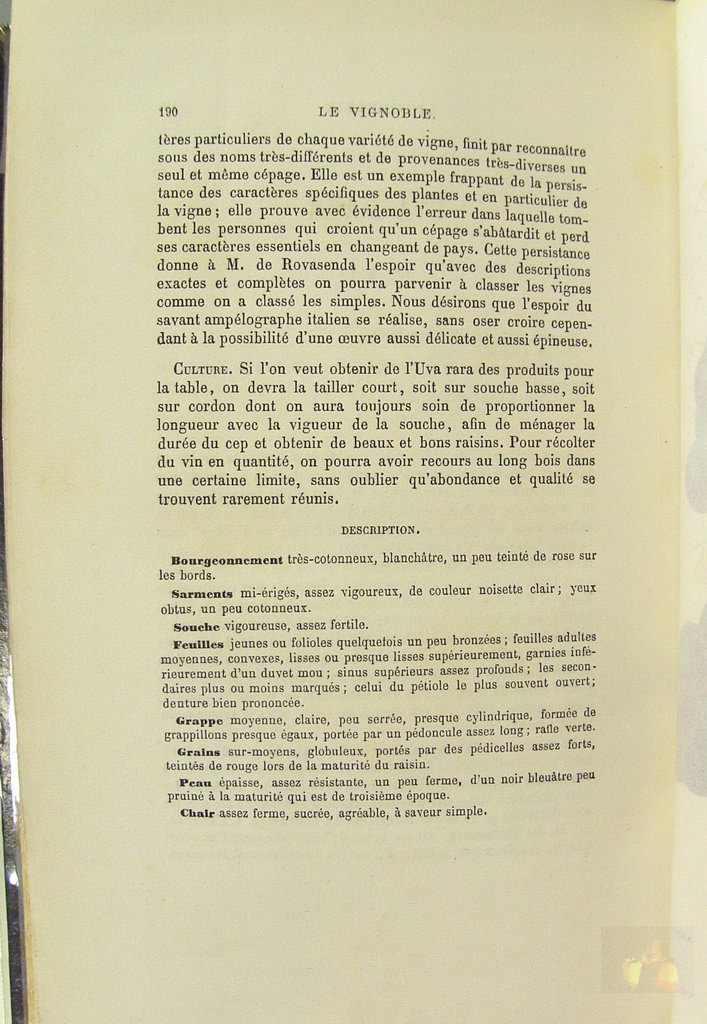 190
LE VIGNOBLE.
tères particuliers de chaque variété de vigne, finit par reconnaître
sous des noms très-différents et de provenances très-diverses un
seul et même cépage. Elle est un exemple frappant de la persis-
tance des caractères spécifiques des plantes et en particulier de
la vigne ; elle prouve avec évidence l'erreur dans laquelle tom-
bent les personnes qui croient qu'un cépage s'abâtardit et perd
ses caractères essentiels en changeant de pays. Cette persistance
donne à M. de Rovasenda l'espoir qu'avec des descriptions
exactes et complètes on pourra parvenir à classer les vignes
comme on a classé les simples. Nous désirons que l'espoir du
savant ampélographe italien se réalise, sans oser croire cepen-
dant à la possibilité d'une œuvre aussi délicate et aussi épineuse.
CULTURE. Si l'on veut obtenir de l'Uva rara des produits pour
la table, on devra la tailler court, soit sur souche basse, soit
sur cordon dont on aura toujours soin de proportionner la
longueur avec la vigueur de la souche, afin de ménager la
durée du cep et obtenir de beaux et bons raisins. Pour récolter
du vin en quantité, on pourra avoir recours au long bois dans
une certaine limite, sans oublier qu'abondance et qualité se
trouvent rarement réunis.
DESCRIPTION.
Bourgeonnement très-cotonneux, blanchâtre, un peu teinté de rose sur
les bords.
Sarments mi-érigés, assez vigoureux, de couleur noisette clair ; yeux
obtus, un peu cotonneux.
Souche vigoureuse, assez fertile.
Feuilles jeunes ou folioles quelquefois un peu bronzées ; feuilles adultes
moyennes, convexes, lisses ou presque lisses supérieurement, garnies infé-
rieurement d'un duvet mou ; sinus supérieurs assez profonds ; les secon-
daires plus ou moins marqués ; celui du pétiole le plus souvent ouvert ;
denture bien prononcée.
Grappe moyenne, claire, peu serrée, presque cylindrique, formée de
grappillons presque égaux, portée par un pédoncule assez long ; rafle verte.
Grains sur-moyens, globuleux, portés par des pédicelles assez forts,
teintés de rouge lors de la maturité du raisin.
Peau épaisse, assez résistante, un peu ferme, d'un noir bleuâtre peu
pruiné à la maturité qui est de troisième époque.
Chair assez ferme, sucrée, agréable, à saveur simple.